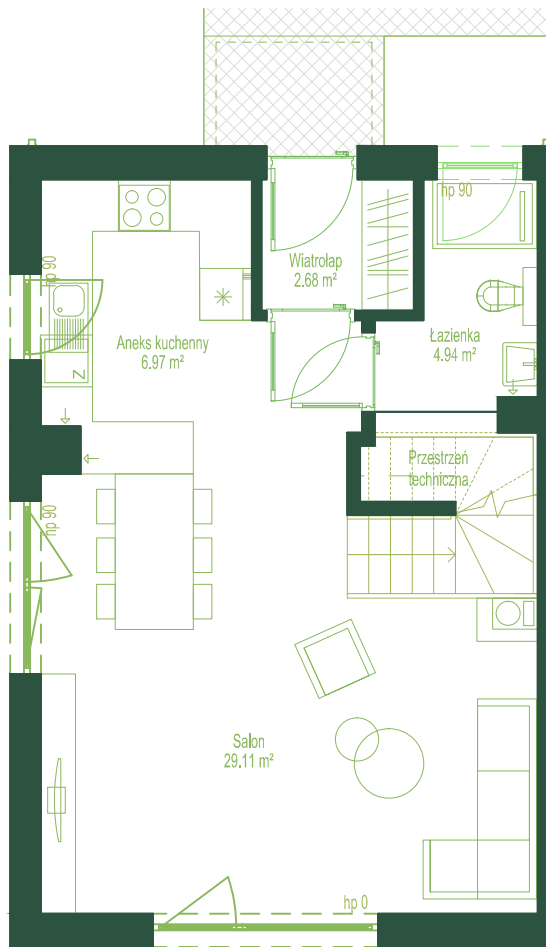 hp 90
Wiatrołap
2.68 m²
hp 90
Aneks kuchenny
6.97 m²
Łazienka
4.94 m²
Z
Przestrzeń
techniczna
hp 90
Salon
29.11 m²
hp 0